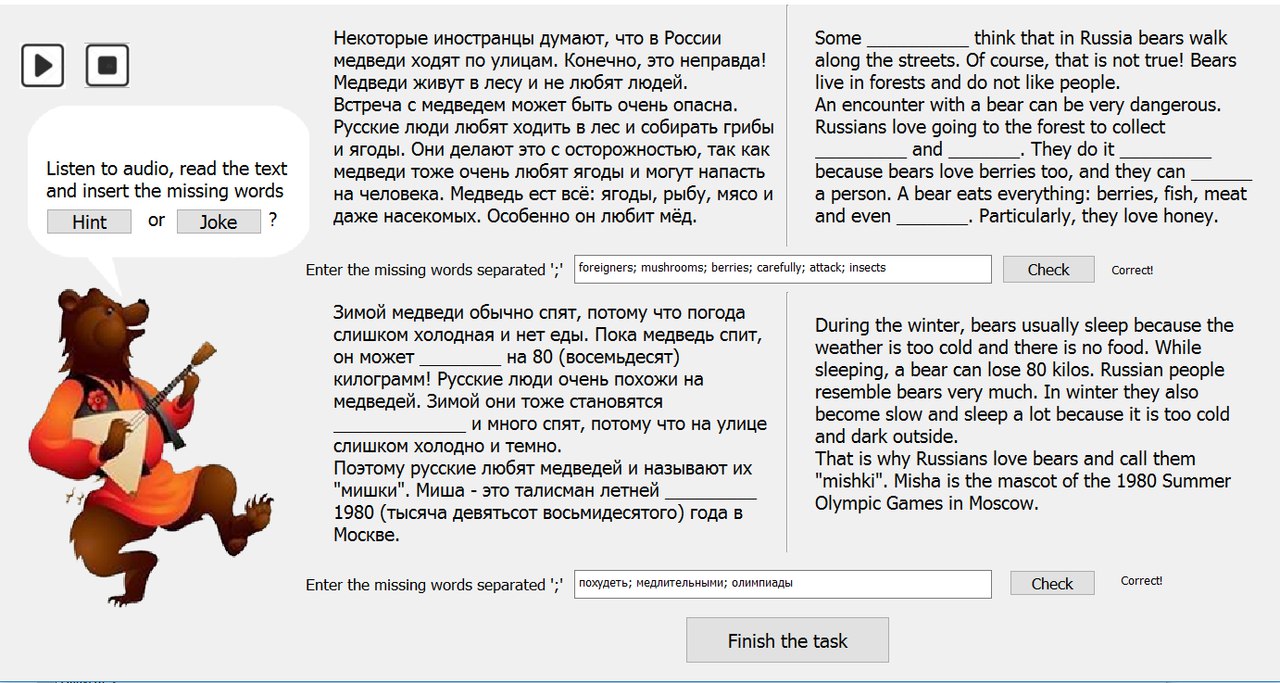 Listen to audio, read the text
and insert the missing words
Hint or Joke ?
Некоторые иностранцы думают, что в России
медведи ходят по улицам. Конечно, это неправда!
Медведи живут в лесу и не любят людей.
Встреча с медведем может быть очень опасна.
Русские люди любят ходить в лес и собирать грибы
и ягоды. Они делают это с осторожностью, так как
медведи тоже очень любят ягоды и могут напасть
на человека. Медведь ест всё: ягоды, рыбу, мясо и
даже насекомых. Особенно он любит мёд.
Some __________ think that in Russia bears walk
along the streets. Of course, that is not true! Bears
live in forests and do not like people.
An encounter with a bear can be very dangerous.
Russians love going to the forest to collect
_________ and _______. They do it _________
because bears love berries too, and they can ______
a person. A bear eats everything: berries, fish, meat
and even _______. Particularly, they love honey.
Enter the missing words separated ';' foreigners; mushrooms; berries; carefully; attack; insects Check Correct!
Зимой медведи обычно спят, потому что погода
слишком холодная и нет еды. Пока медведь спит,
он может ________ на 80 (восемьдесят)
килограмм! Русские люди очень похожи на
медведей. Зимой они тоже становятся
_____________ и много спят, потому что на улице
слишком холодно и темно.
Поэтому русские любят медведей и называют их
"мишки". Миша - это талисман летней _________
1980 (тысяча девятьсот восьмидесятого) года в
Москве.
During the winter, bears usually sleep because the
weather is too cold and there is no food. While
sleeping, a bear can lose 80 kilos. Russian people
resemble bears very much. In winter they also
become slow and sleep a lot because it is too cold
and dark outside.
That is why Russians love bears and call them
"mishki". Misha is the mascot of the 1980 Summer
Olympic Games in Moscow.
Enter the missing words separated ';' похудеть; медлительными; олимпиады Check Correct!
Finish the task